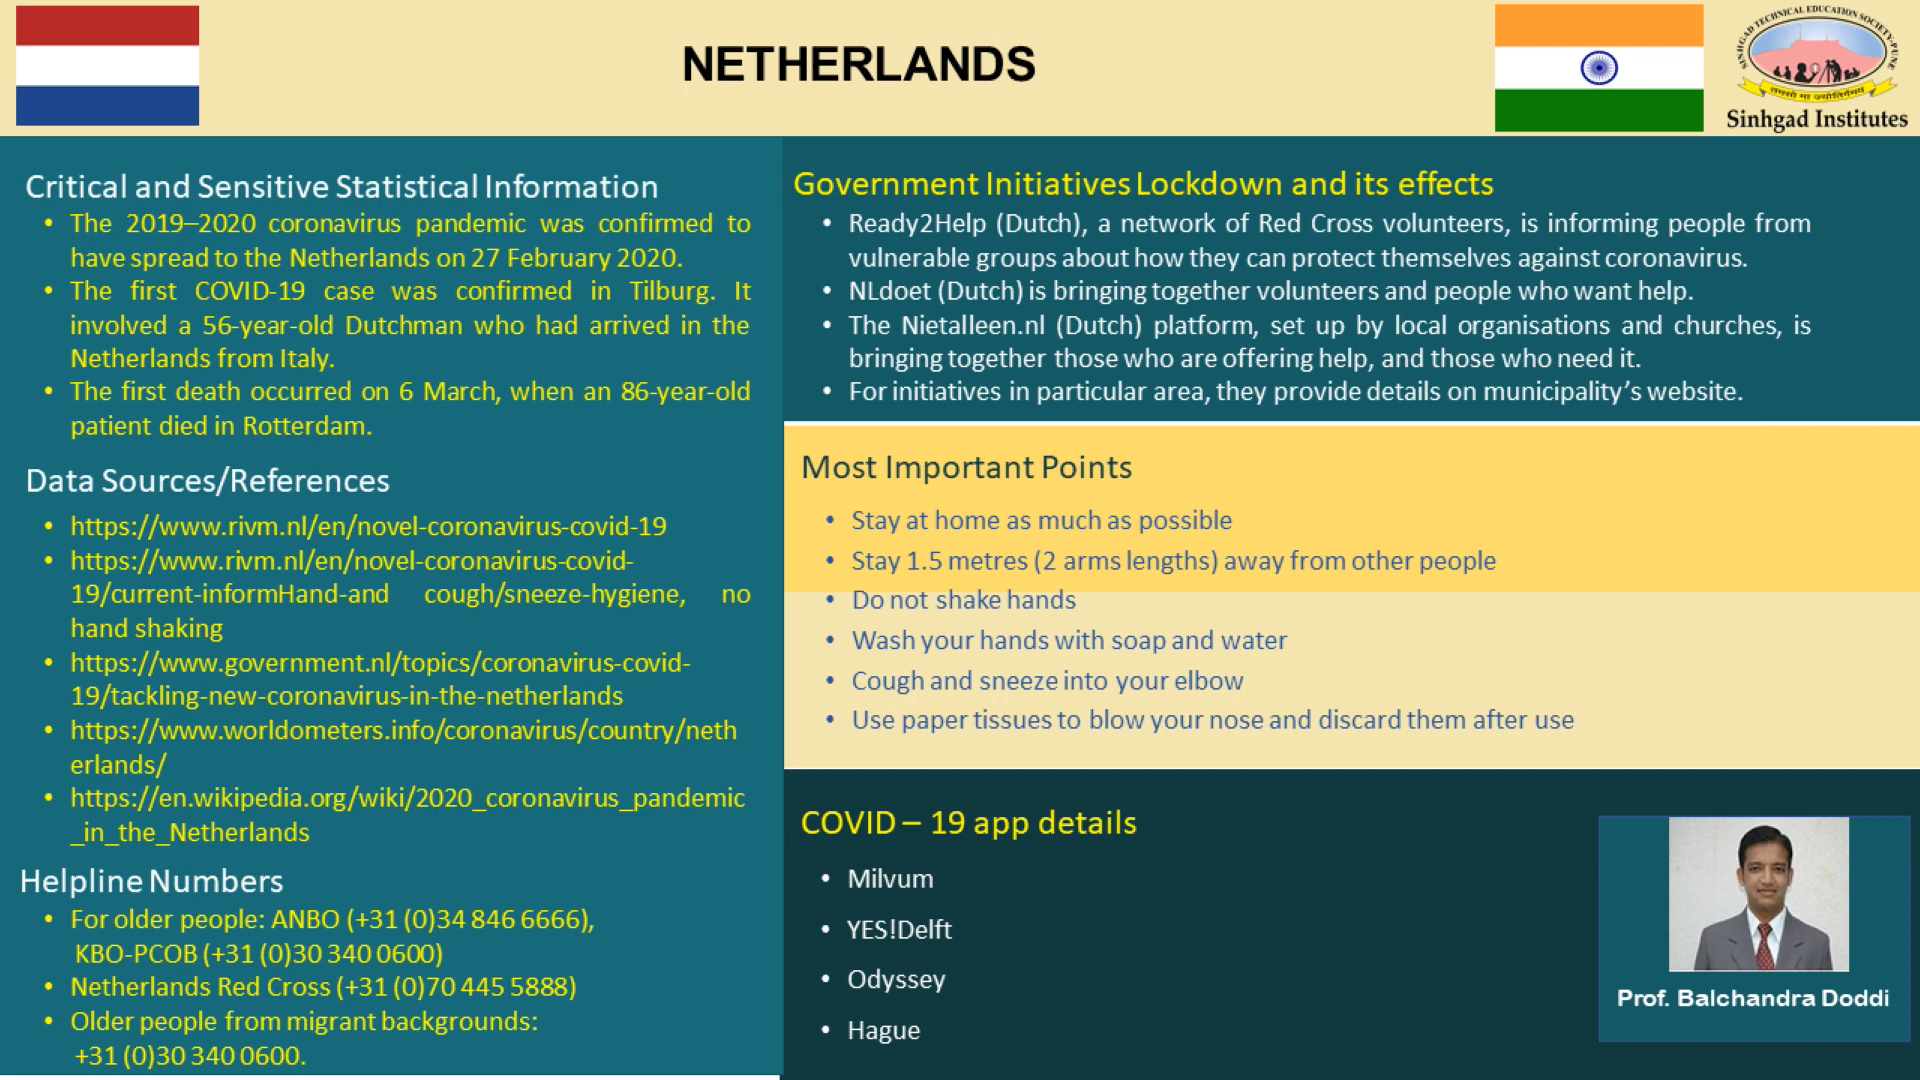 NETHERLANDS
SINHGAD TECHNICAL EDUCATION SOCIETY-PUNE
तमसो मा ज्योतिर्गमय
Sinhgad Institutes
Critical and Sensitive Statistical Information
• The 2019–2020 coronavirus pandemic was confirmed to
have spread to the Netherlands on 27 February 2020.
• The first COVID-19 case was confirmed in Tilburg. It
involved a 56-year-old Dutchman who had arrived in the
Netherlands from Italy.
• The first death occurred on 6 March, when an 86-year-old
patient died in Rotterdam.
Data Sources/References
• https://www.rivm.nl/en/novel-coronavirus-covid-19
• https://www.rivm.nl/en/novel-coronavirus-covid-
19/current-informHand-and cough/sneeze-hygiene, no
hand shaking
• https://www.government.nl/topics/coronavirus-covid-
19/tackling-new-coronavirus-in-the-netherlands
• https://www.worldometers.info/coronavirus/country/neth
erlands/
• https://en.wikipedia.org/wiki/2020_coronavirus_pandemic
_in_the_Netherlands
Helpline Numbers
• For older people: ANBO (+31 (0)34 846 6666),
KBO-PCOB (+31 (0)30 340 0600)
• Netherlands Red Cross (+31 (0)70 445 5888)
• Older people from migrant backgrounds:
+31 (0)30 340 0600.
Government Initiatives Lockdown and its effects
• Ready2Help (Dutch), a network of Red Cross volunteers, is informing people from
vulnerable groups about how they can protect themselves against coronavirus.
• NLdoet (Dutch) is bringing together volunteers and people who want help.
• The Nietalleen.nl (Dutch) platform, set up by local organisations and churches, is
bringing together those who are offering help, and those who need it.
• For initiatives in particular area, they provide details on municipality’s website.
Most Important Points
• Stay at home as much as possible
• Stay 1.5 metres (2 arms lengths) away from other people
• Do not shake hands
• Wash your hands with soap and water
• Cough and sneeze into your elbow
• Use paper tissues to blow your nose and discard them after use
COVID – 19 app details
• Milvum
• YES!Delft
• Odyssey
• Hague
Prof. Balchandra Doddi